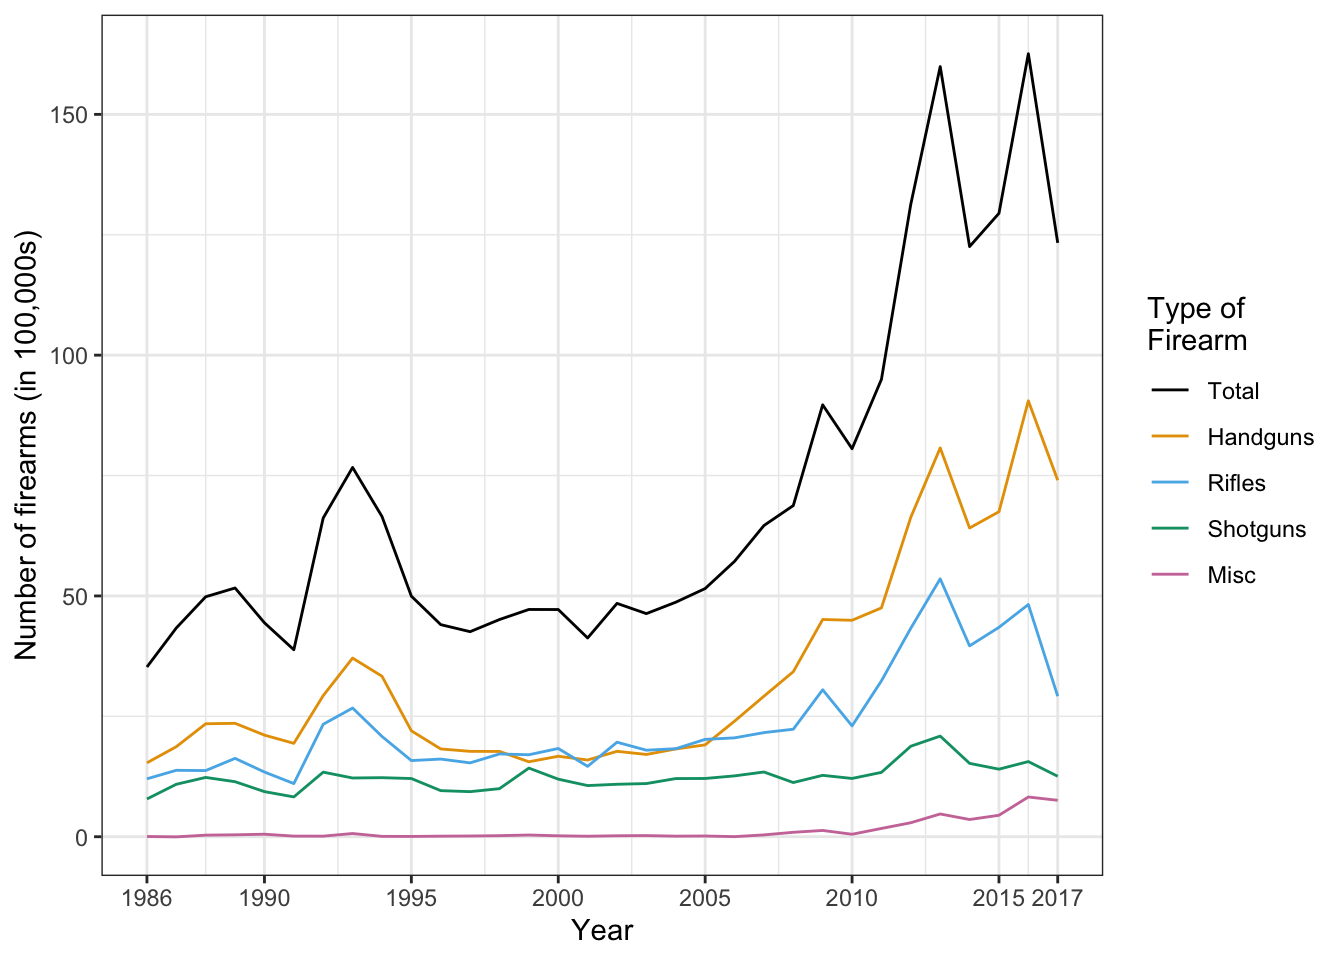 150
100
50
0
Number of firearms (in 100,000s)
1986 1990 1995 2000 2005 2010 2015 2017
Year
Type of
Firearm
Total
Handguns
Rifles
Shotguns
Misc